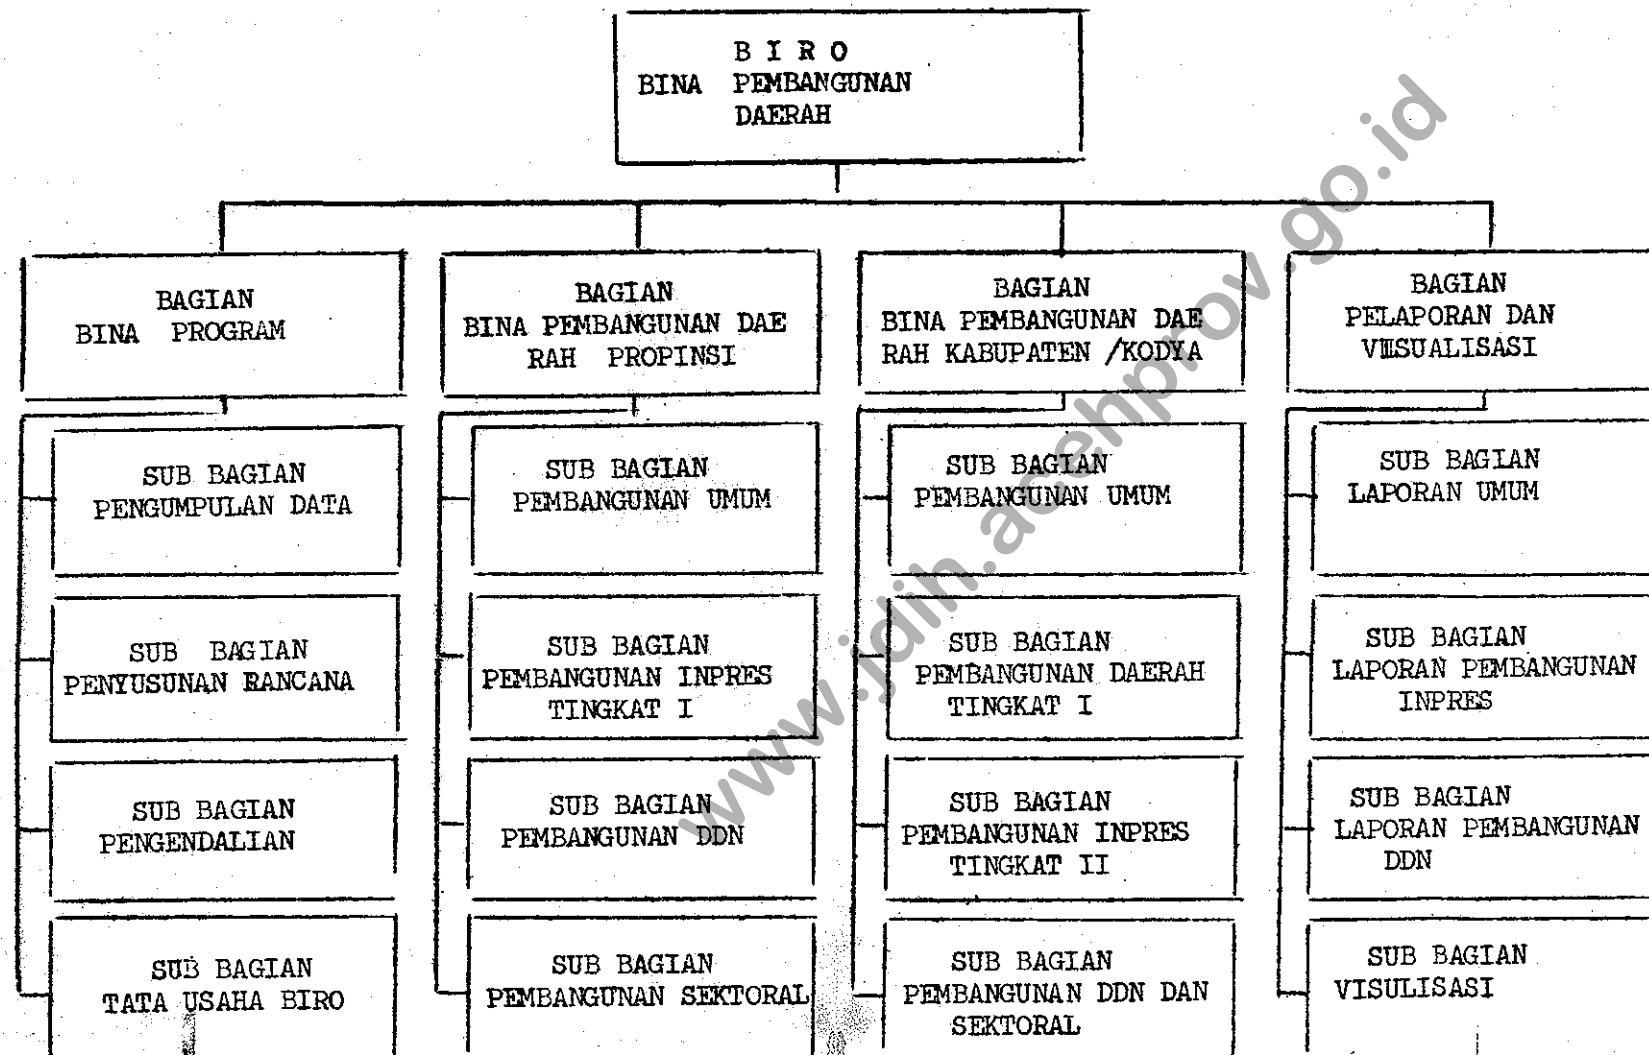 B I R O
BINA PEMBANGUNAN
DAERAH
BAGIAN
BINA PROGRAM
BAGIAN
BINA PEMBANGUNAN DAE
RAH PROPINSI
BAGIAN
BINA PEMBANGUNAN DAE
RAH KABUPATEN /KODYA
BAGIAN
PELAPORAN DAN
VIISUALISASI
SUB BAGIAN
PENGUMPULAN DATA
SUB BAGIAN
PENYUSUNAN RANCANA
SUB BAGIAN
PENGENDALIAN
SUB BAGIAN
TATA USAHA BIRO
SUB BAGIAN
PEMBANGUNAN UMUM
SUB BAGIAN
PEMBANGUNAN INPRES
TINGKAT I
SUB BAGIAN
PEMBANGUNAN DDN
SUB BAGIAN
PEMBANGUNAN SEKTORAL
SUB BAGIAN
PEMBANGUNAN UMUM
SUB BAGIAN
PEMBANGUNAN DAERAH
TINGKAT I
SUB BAGIAN
PEMBANGUNAN INPRES
TINGKAT II
SUB BAGIAN
PEMBANGUNAN DDN DAN
SEKTORAL
SUB BAGIAN
LAPORAN UMUM
SUB BAGIAN
LAPORAN PEMBANGUNAN
INPRES
SUB BAGIAN
LAPORAN PEMBANGUNAN
DDN
SUB BAGIAN
VISULISASI
www.jdih.acehprov.go.id